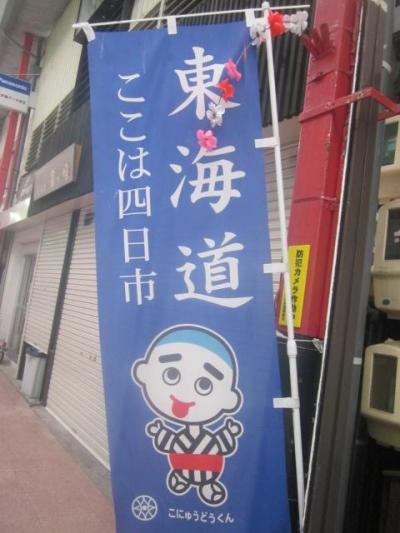 東海道
ここは四日市
こにゅうどうくん
防犯カメラ作動中
Panasonic